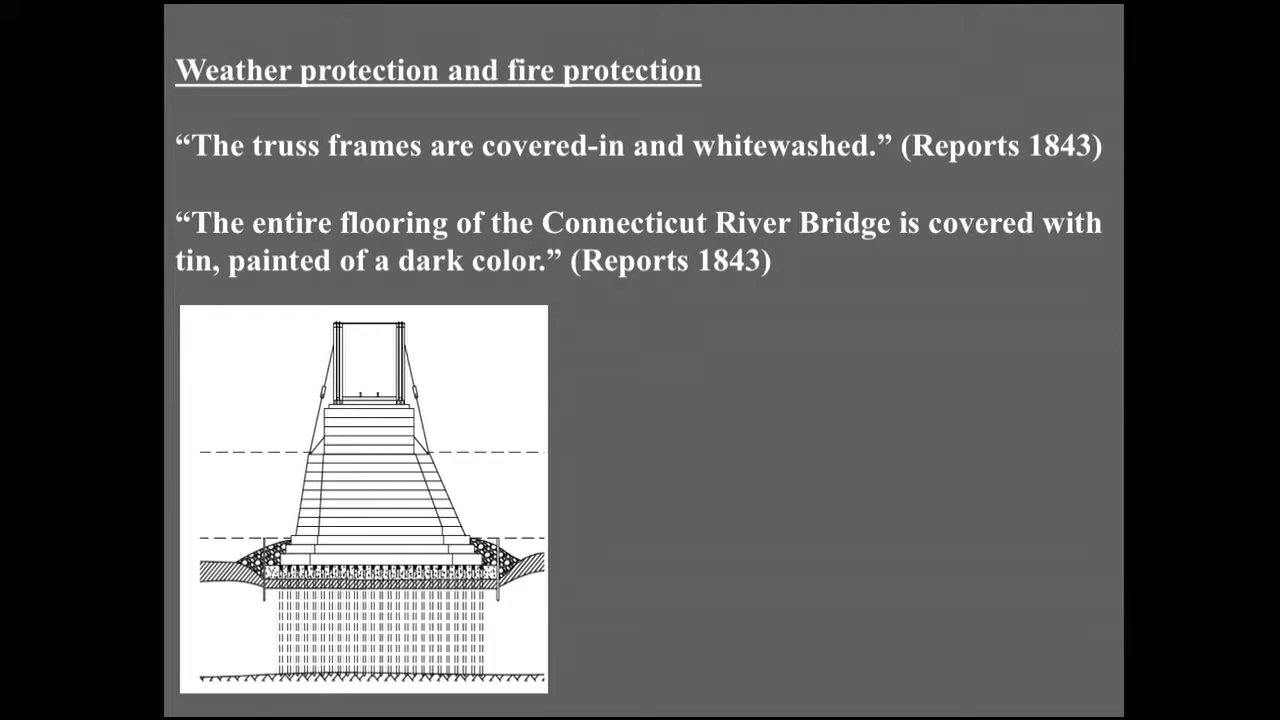 Weather protection and fire protection
“The truss frames are covered-in and whitewashed.” (Reports 1843)
“The entire flooring of the Connecticut River Bridge is covered with
tin, painted of a dark color.” (Reports 1843)